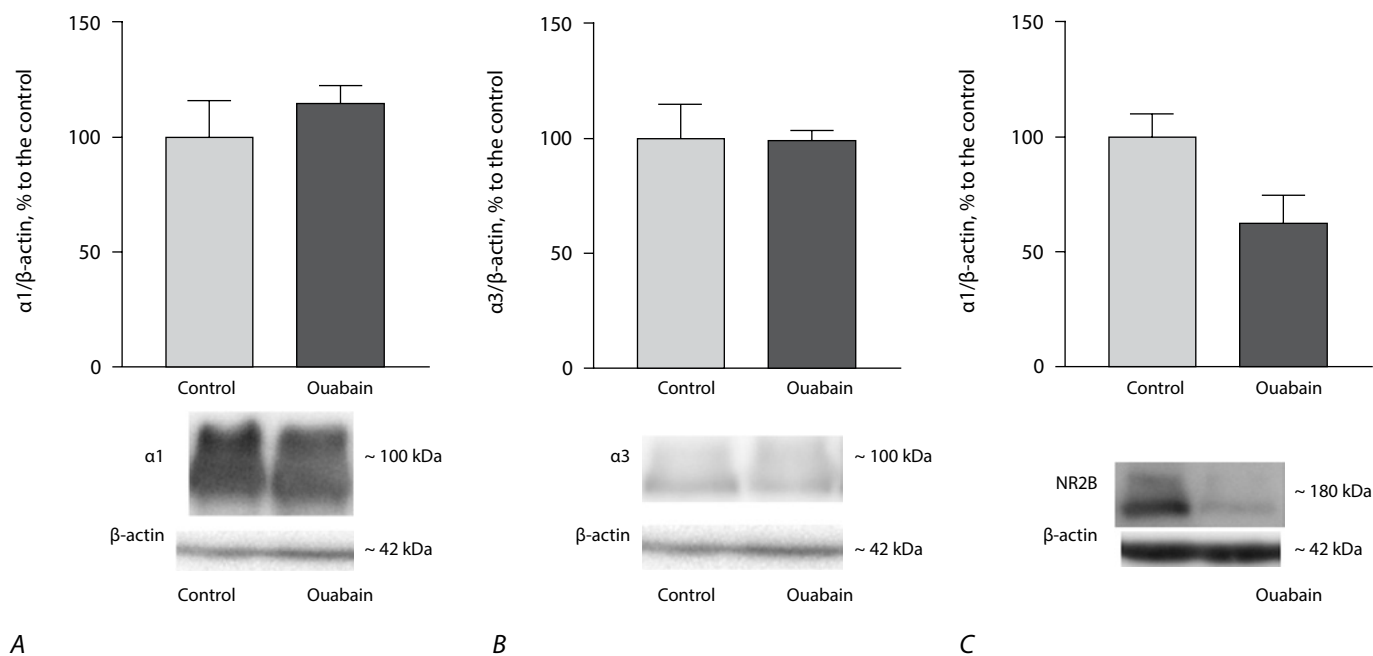 α1/β-actin, % to the control
150
100
50
0
Control Ouabain
α1 ~ 100 kDa
β-actin ~ 42 kDa
Control Ouabain
A
α3/β-actin, % to the control
150
100
50
0
Control Ouabain
α3 ~ 100 kDa
β-actin ~ 42 kDa
Control Ouabain
B
α1/β-actin, % to the control
150
100
50
0
Control Ouabain
NR2B ~ 180 kDa
β-actin ~ 42 kDa
Ouabain
C